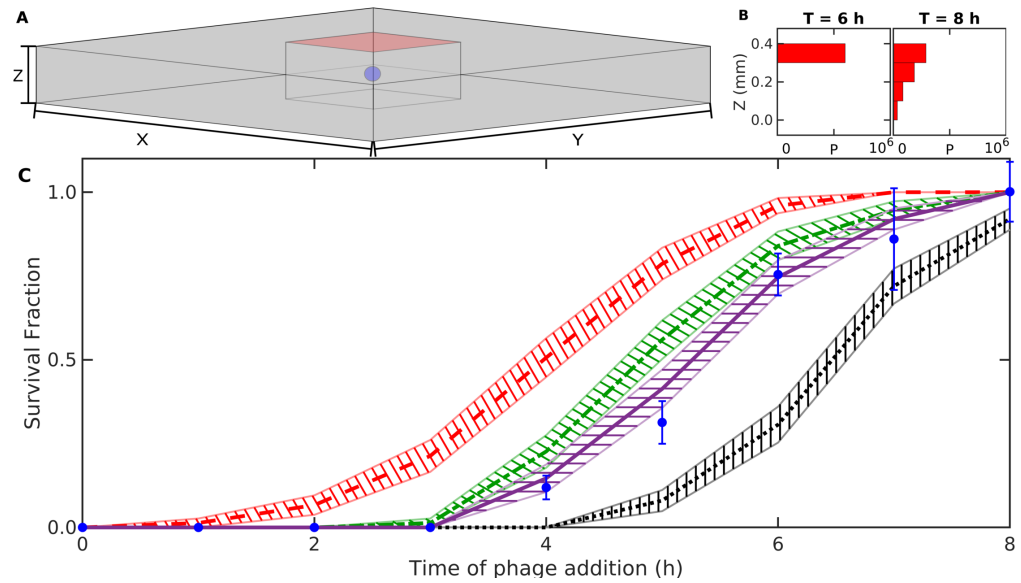 A
Z
X
Y
B
T = 6 h
T = 8 h
Z (mm)
0.4
0.2
0.0
0 P 10^6
0 P 10^6
C
Survival Fraction
1.0
0.5
0.0
0 2 4 6 8
Time of phage addition (h)